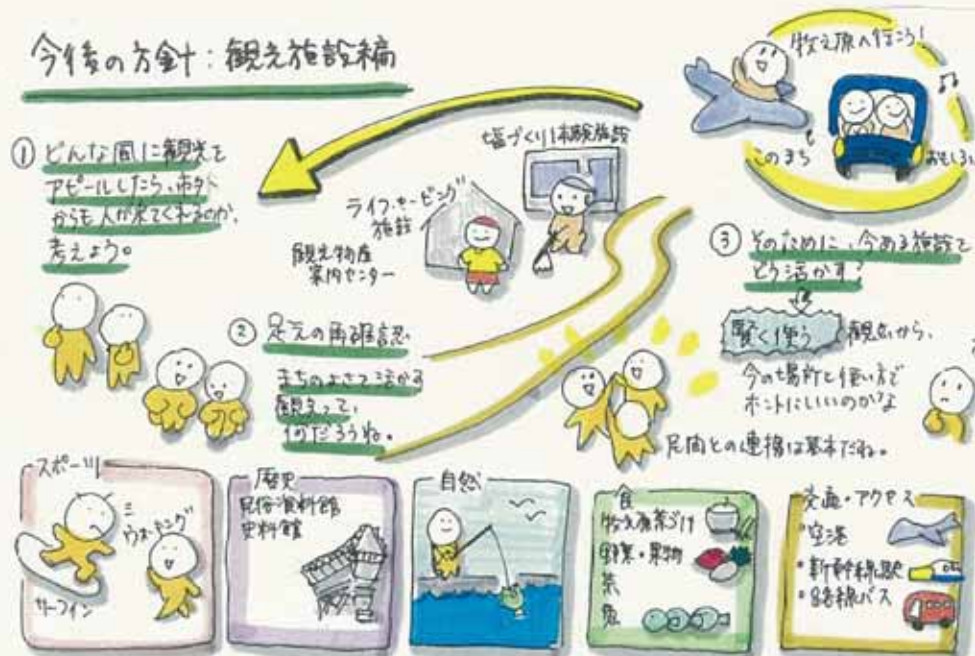 今後の方針：観光施設編
牧之原へ行こう！
このまち
おもしろい
① どんな風に観光を
アピールしたら、市外
からも人が来てくれるのか、
考えよう。
塩づくり体験施設
ライフ・セービング
施設
観光物産
案内センター
② 足元の再確認
まちのよさって活かす
観光って、
何だろうね。
③ そのために、今ある施設を
どう活かす？
賢く使う 観点から、
今の場所と使い方で
ホントにいいのかな
民間との連携は基本だね。
スポーツ
ウォーキング
サーフィン
歴史
民俗資料館
史料館
自然
食
牧之原茶づけ
野菜・果物
茶
魚
交通・アクセス
・空港
・新幹線駅
・路線バス